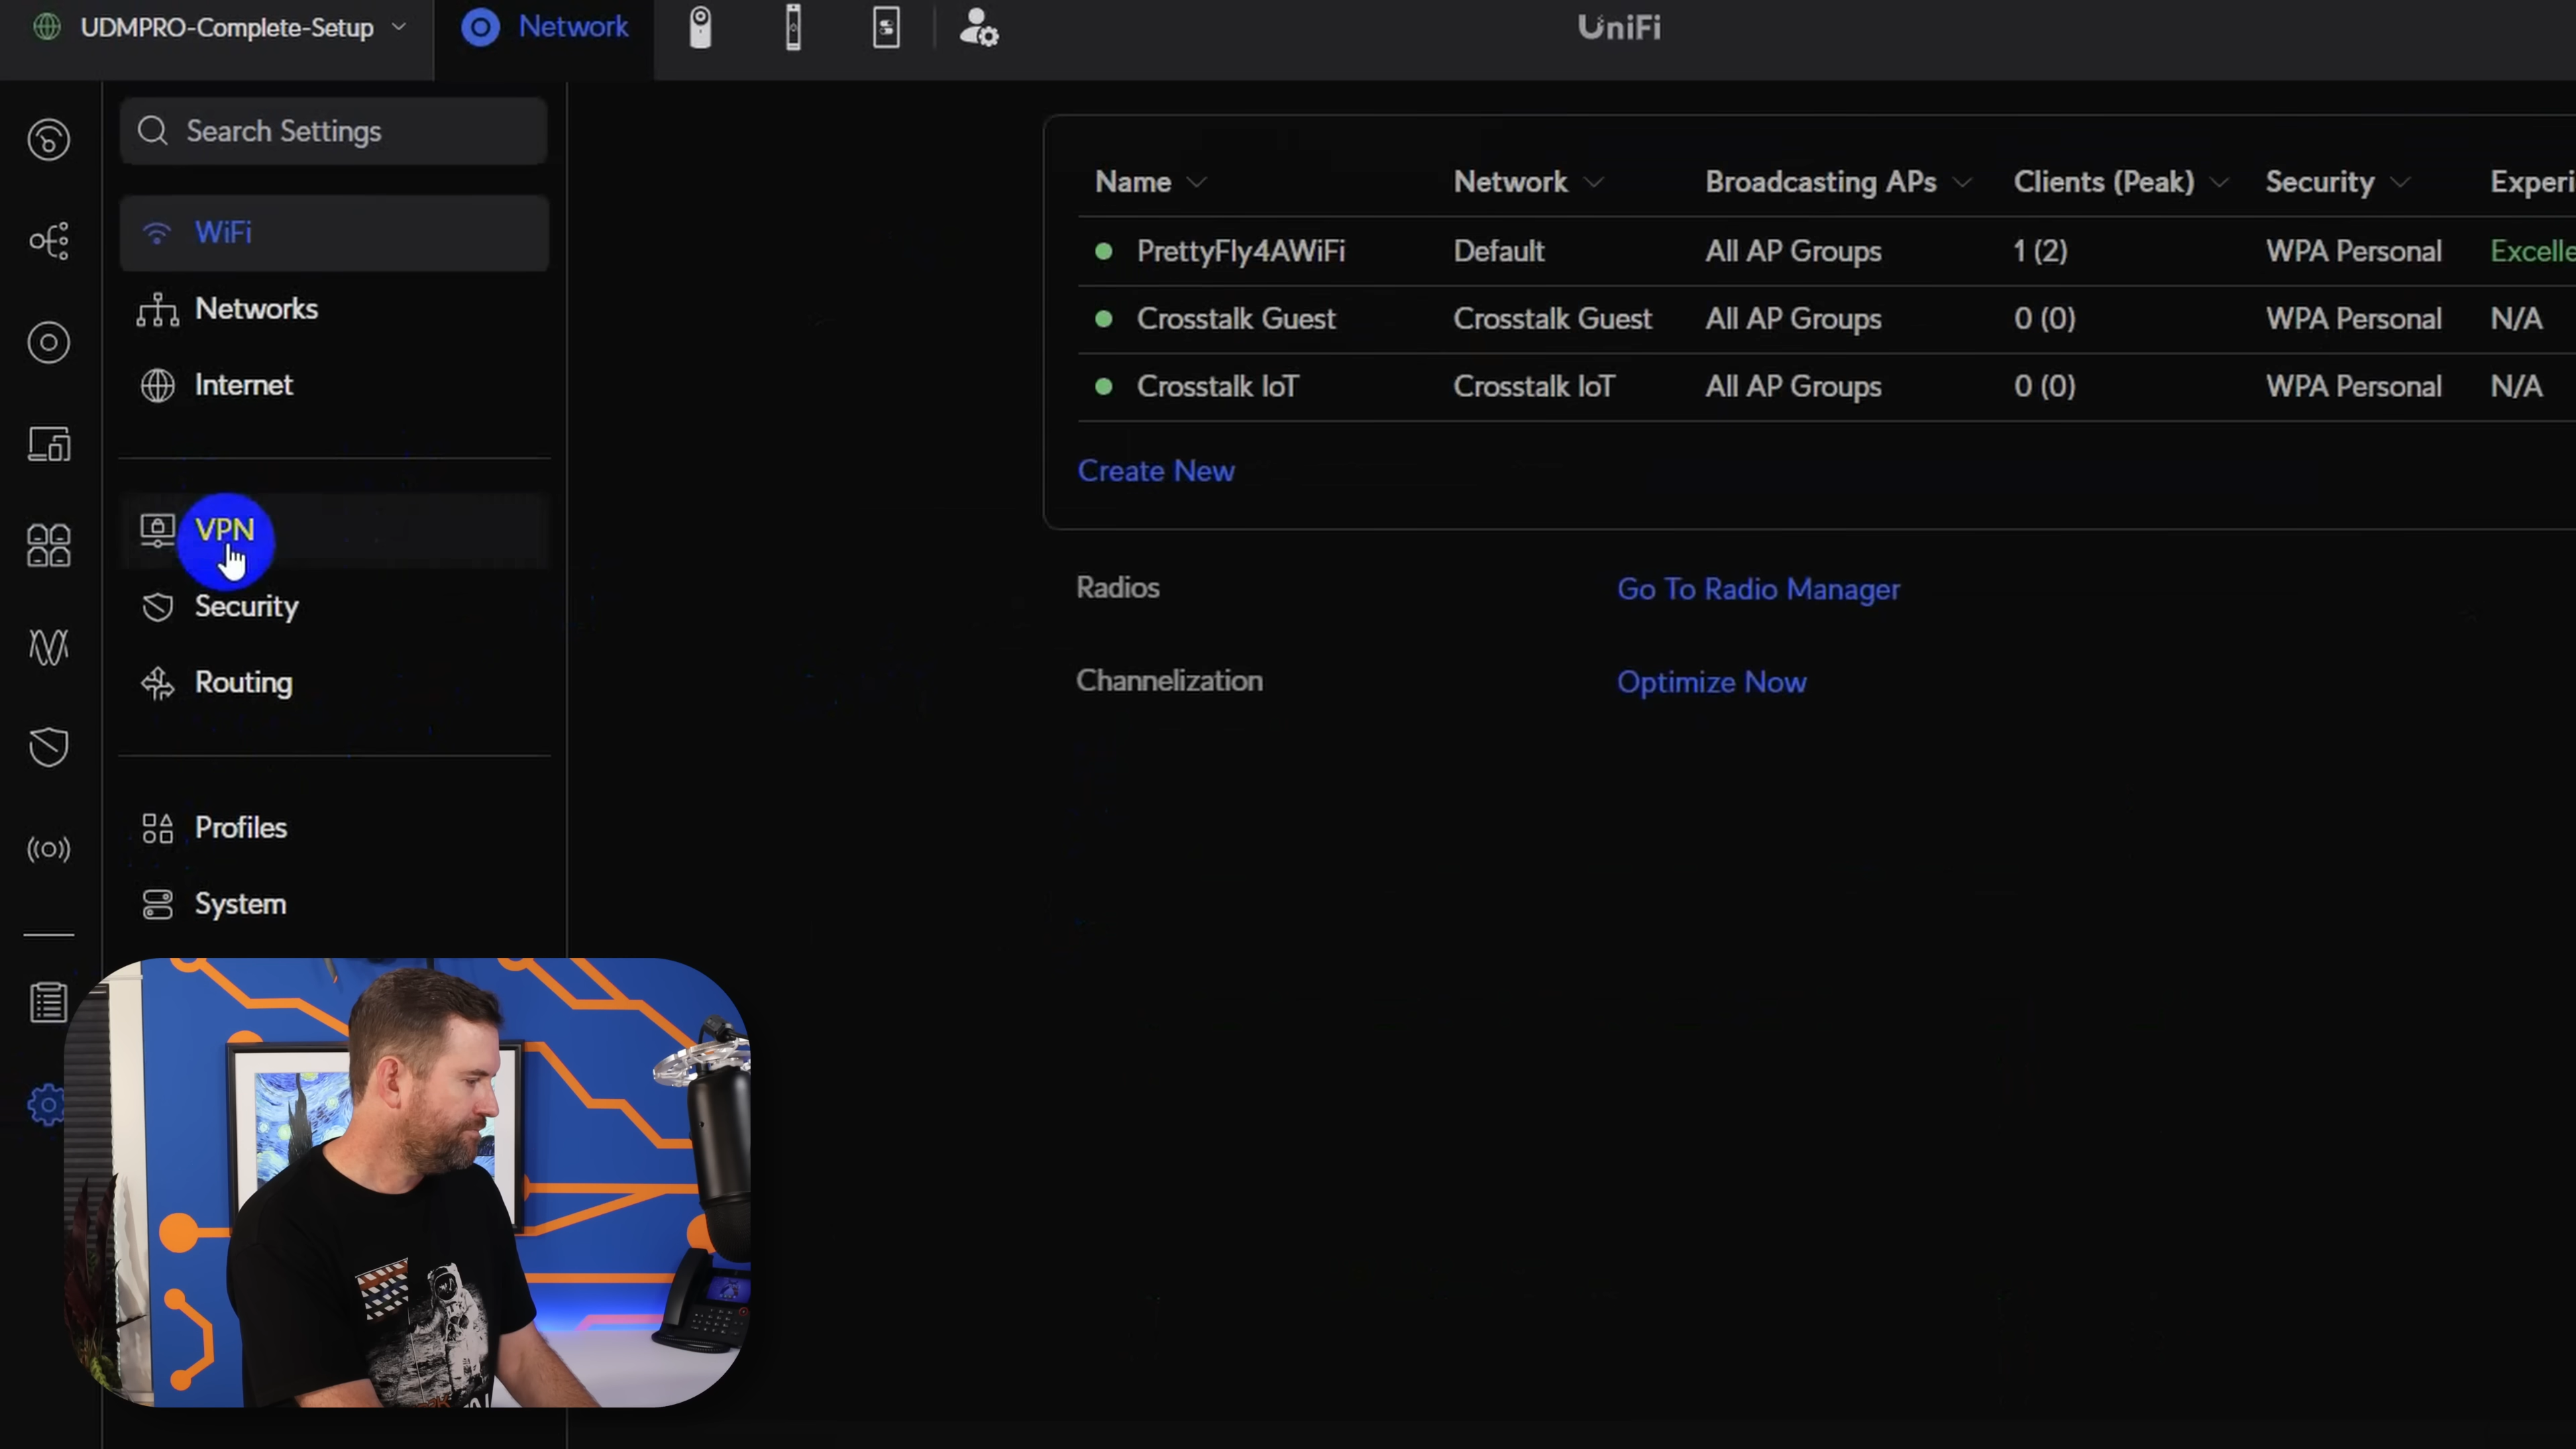 UDMPRO-Complete-Setup
Network
UniFi
Search Settings
WiFi
Networks
Internet
VPN
Security
Routing
Profiles
System
Name Network Broadcasting APs Clients (Peak) Security Experi
PrettyFly4AWiFi Default All AP Groups 1 (2) WPA Personal Excelle
Crosstalk Guest Crosstalk Guest All AP Groups 0 (0) WPA Personal N/A
Crosstalk IoT Crosstalk IoT All AP Groups 0 (0) WPA Personal N/A
Create New
Radios Go To Radio Manager
Channelization Optimize Now